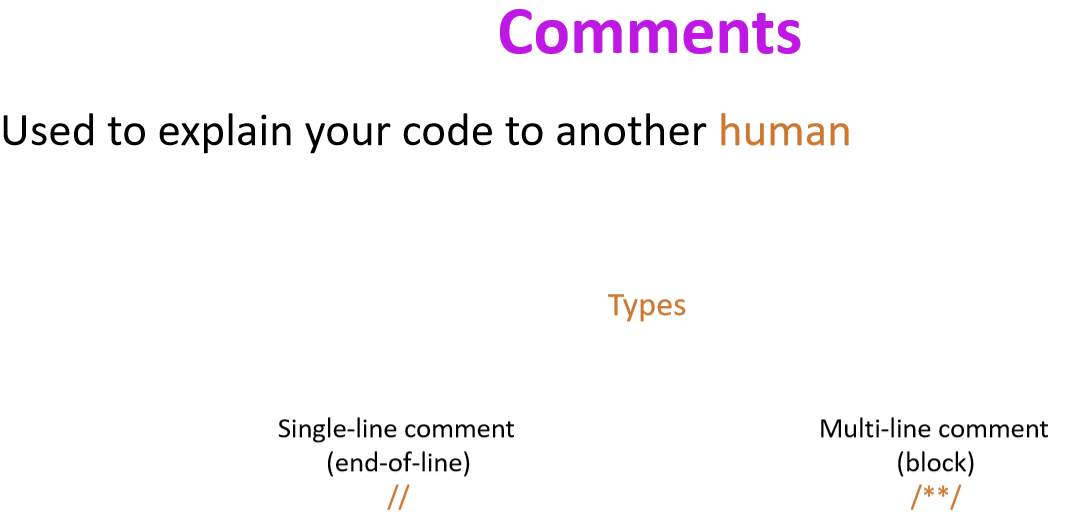 Comments
Used to explain your code to another human
Types
Single-line comment
(end-of-line)
//
Multi-line comment
(block)
/**/